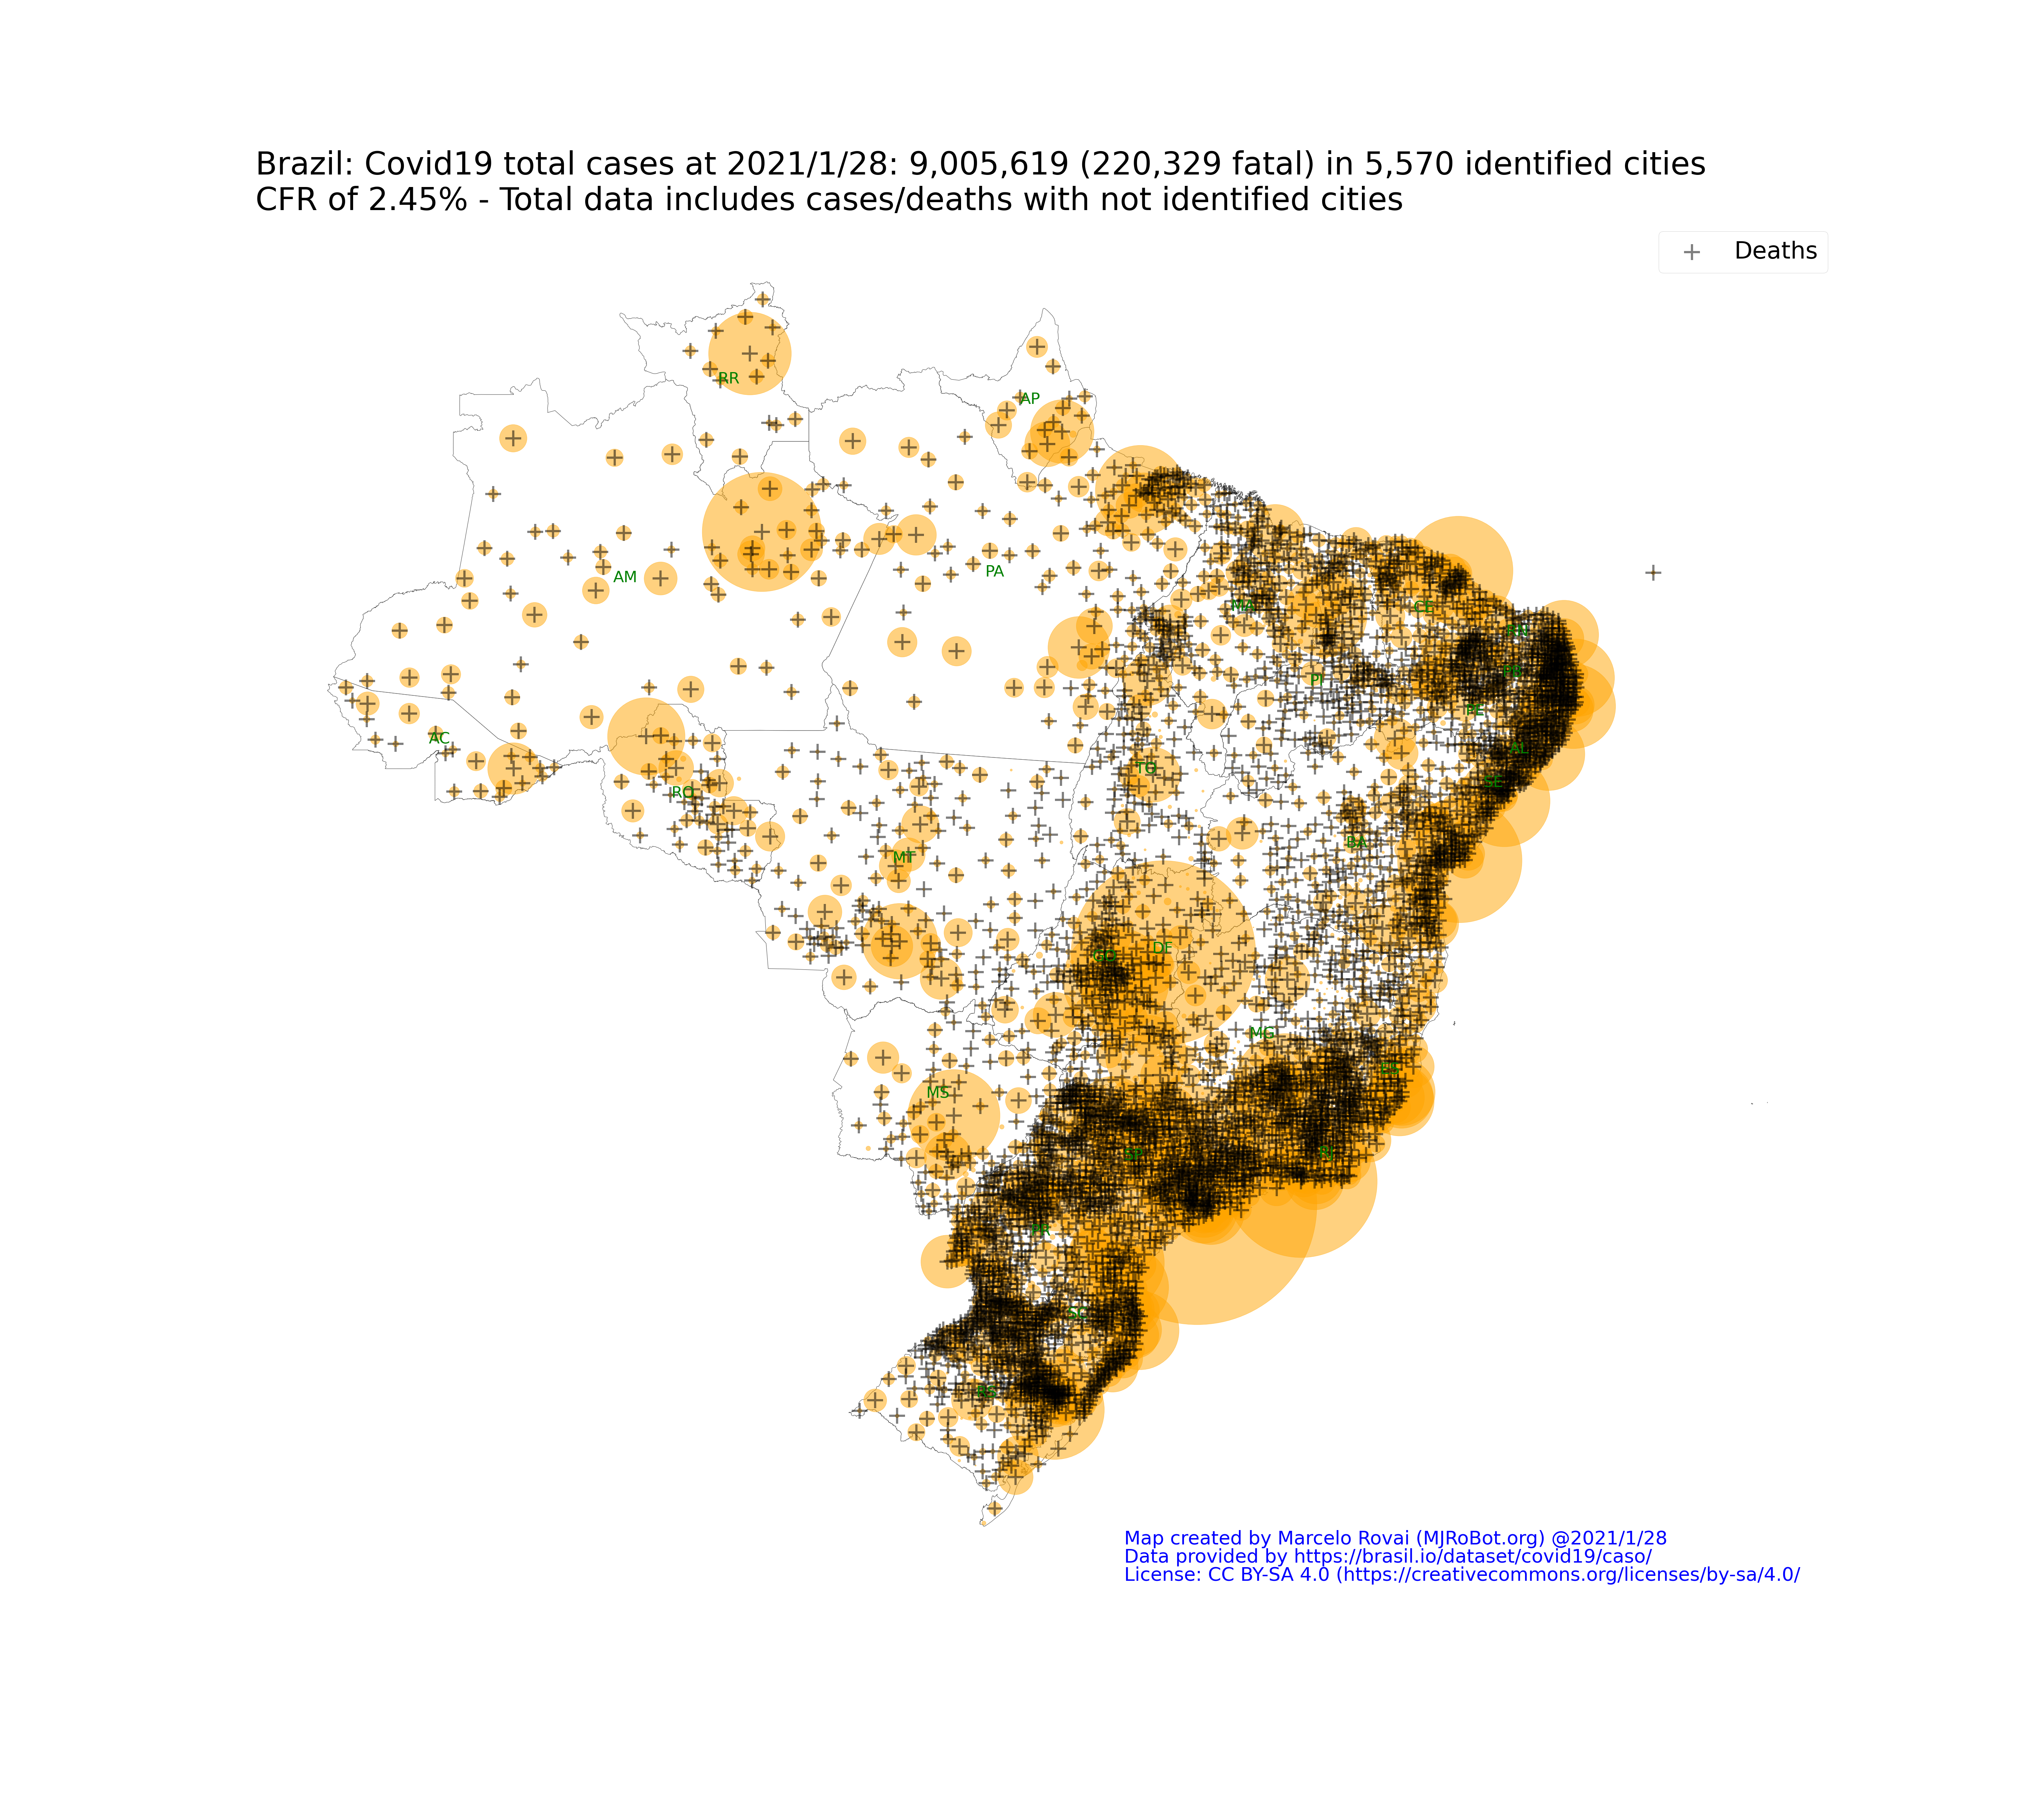 Brazil: Covid19 total cases at 2021/1/28: 9,005,619 (220,329 fatal) in 5,570 identified cities
CFR of 2.45% - Total data includes cases/deaths with not identified cities
Deaths
RR
AP
AM
PA
MA
CE
RN
PB
PI
PE
AC
AL
TO
SE
RO
BA
MT
DF
GO
MG
ES
MS
SP
RJ
PR
SC
RS
Map created by Marcelo Rovai (MJRoBot.org) @2021/1/28
Data provided by https://brasil.io/dataset/covid19/caso/
License: CC BY-SA 4.0 (https://creativecommons.org/licenses/by-sa/4.0/